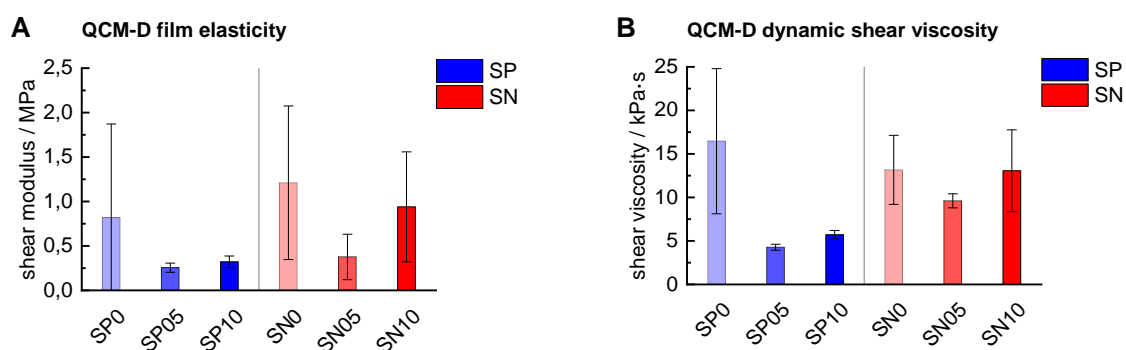 A QCM-D film elasticity
shear modulus / MPa
2,5
2,0
1,5
1,0
0,5
0,0
SP0
SP05
SP10
SN0
SN05
SN10
SP
SN
B QCM-D dynamic shear viscosity
shear viscosity / kPa·s
25
20
15
10
5
0
SP0
SP05
SP10
SN0
SN05
SN10
SP
SN